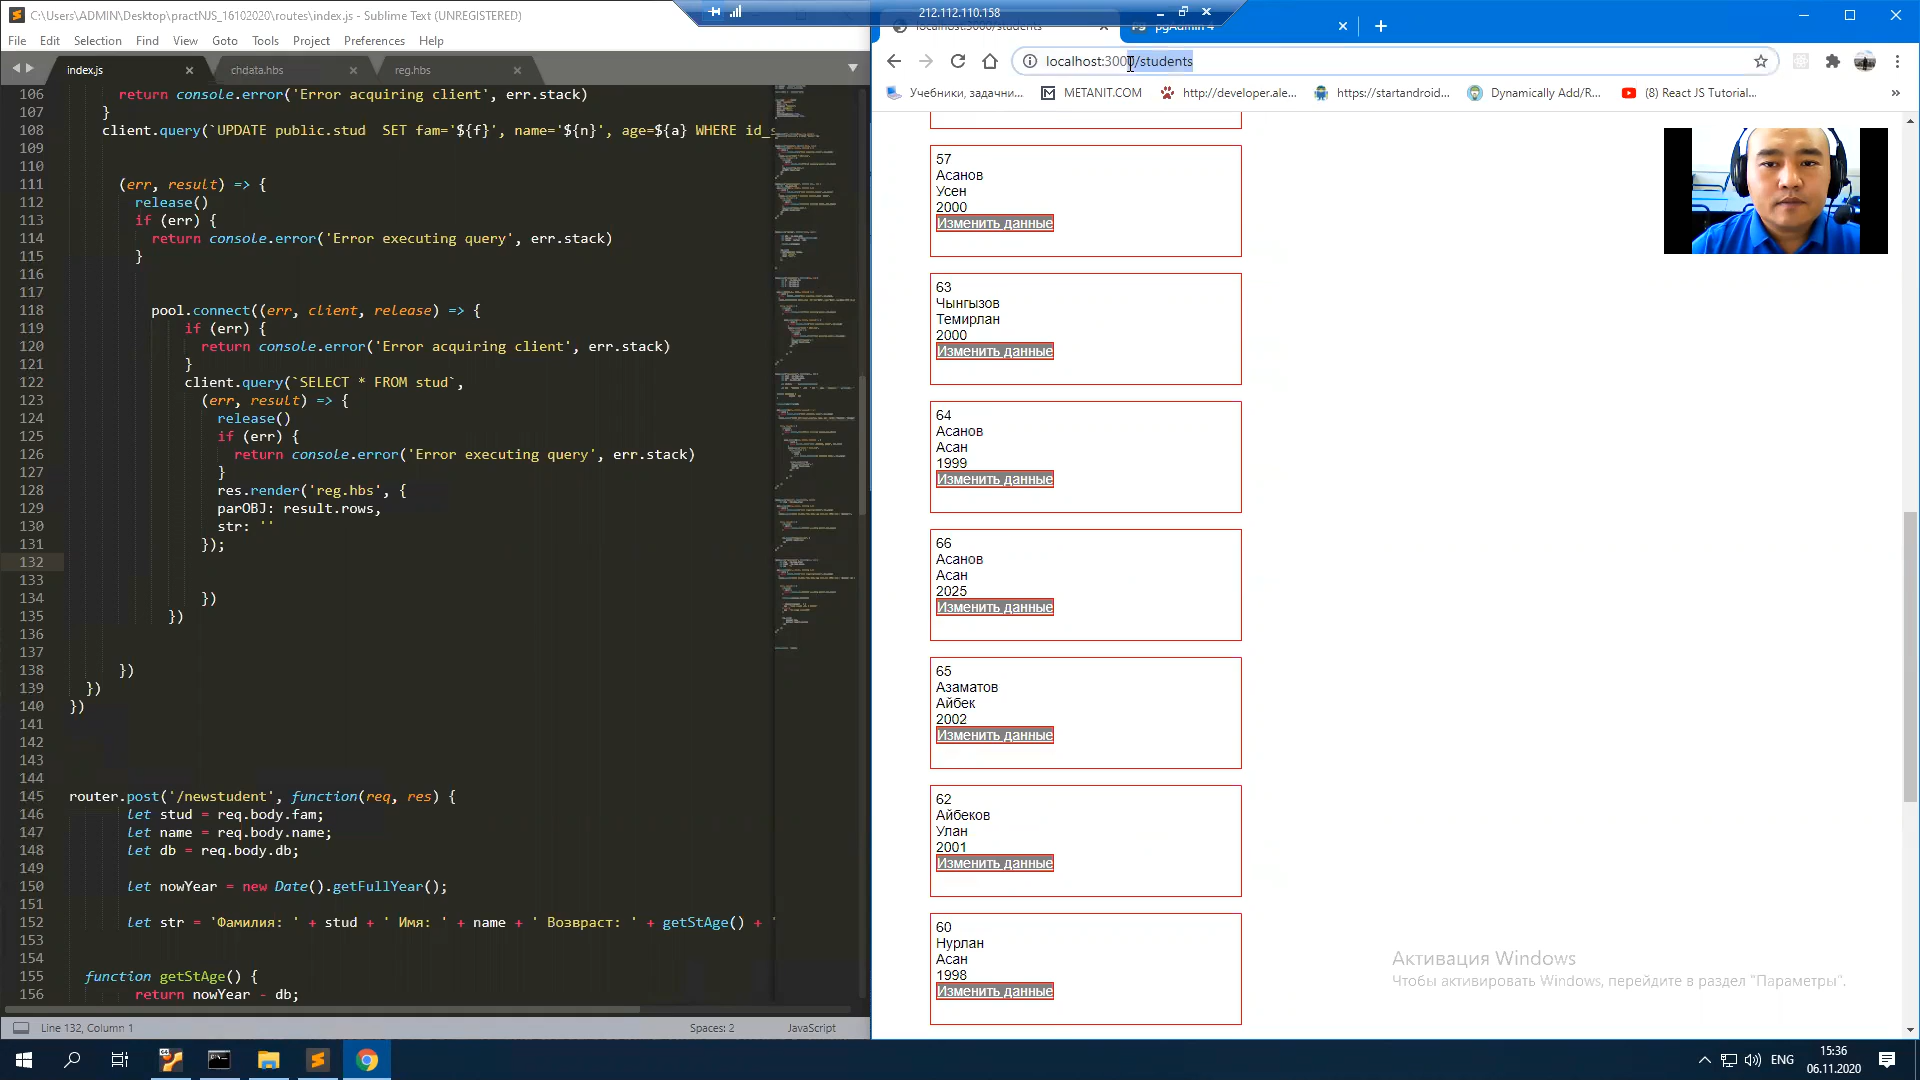 C:\Users\ADMIN\Desktop\practNJS_16102020\routes\index.js - Sublime Text (UNREGISTERED)
212.112.110.158
File Edit Selection Find View Goto Tools Project Preferences Help
localhost:3000/students
pgAdmin 4
index.js
chdata.hbs
reg.hbs
localhost:3000/students
Учебники, задачни...
METANIT.COM
http://developer.ale...
https://startandroid...
Dynamically Add/R...
(8) React JS Tutorial...
106 return console.error('Error acquiring client', err.stack)
107 }
108 client.query(`UPDATE public.stud  SET fam='${f}', name='${n}', age=${a} WHERE id_s
109
110
111 (err, result) => {
112 release()
113 if (err) {
114 return console.error('Error executing query', err.stack)
115 }
116
117
118 pool.connect((err, client, release) => {
119 if (err) {
120 return console.error('Error acquiring client', err.stack)
121 }
122 client.query(`SELECT * FROM stud`,
123 (err, result) => {
124 release()
125 if (err) {
126 return console.error('Error executing query', err.stack)
127 }
128 res.render('reg.hbs', {
129 parOBJ: result.rows,
130 str: ''
131 });
132
133
134 })
135 })
136
137
138 })
139 })
140 })
141
142
143
144
145 router.post('/newstudent', function(req, res) {
146 let stud = req.body.fam;
147 let name = req.body.name;
148 let db = req.body.db;
149
150 let nowYear = new Date().getFullYear();
151
152 let str = 'Фамилия: ' + stud + ' Имя: ' + name + ' Возвраст: ' + getStAge() + '
153
154
155 function getStAge() {
156 return nowYear - db;
57
Асанов
Усен
2000
Изменить данные
63
Чынгызов
Темирлан
2000
Изменить данные
64
Асанов
Асан
1999
Изменить данные
66
Асанов
Асан
2025
Изменить данные
65
Азаматов
Айбек
2002
Изменить данные
62
Айбеков
Улан
2001
Изменить данные
60
Нурлан
Асан
1998
Изменить данные
Активация Windows
Чтобы активировать Windows, перейдите в раздел "Параметры".
Line 132, Column 1
Spaces: 2
JavaScript
ENG
15:36
06.11.2020